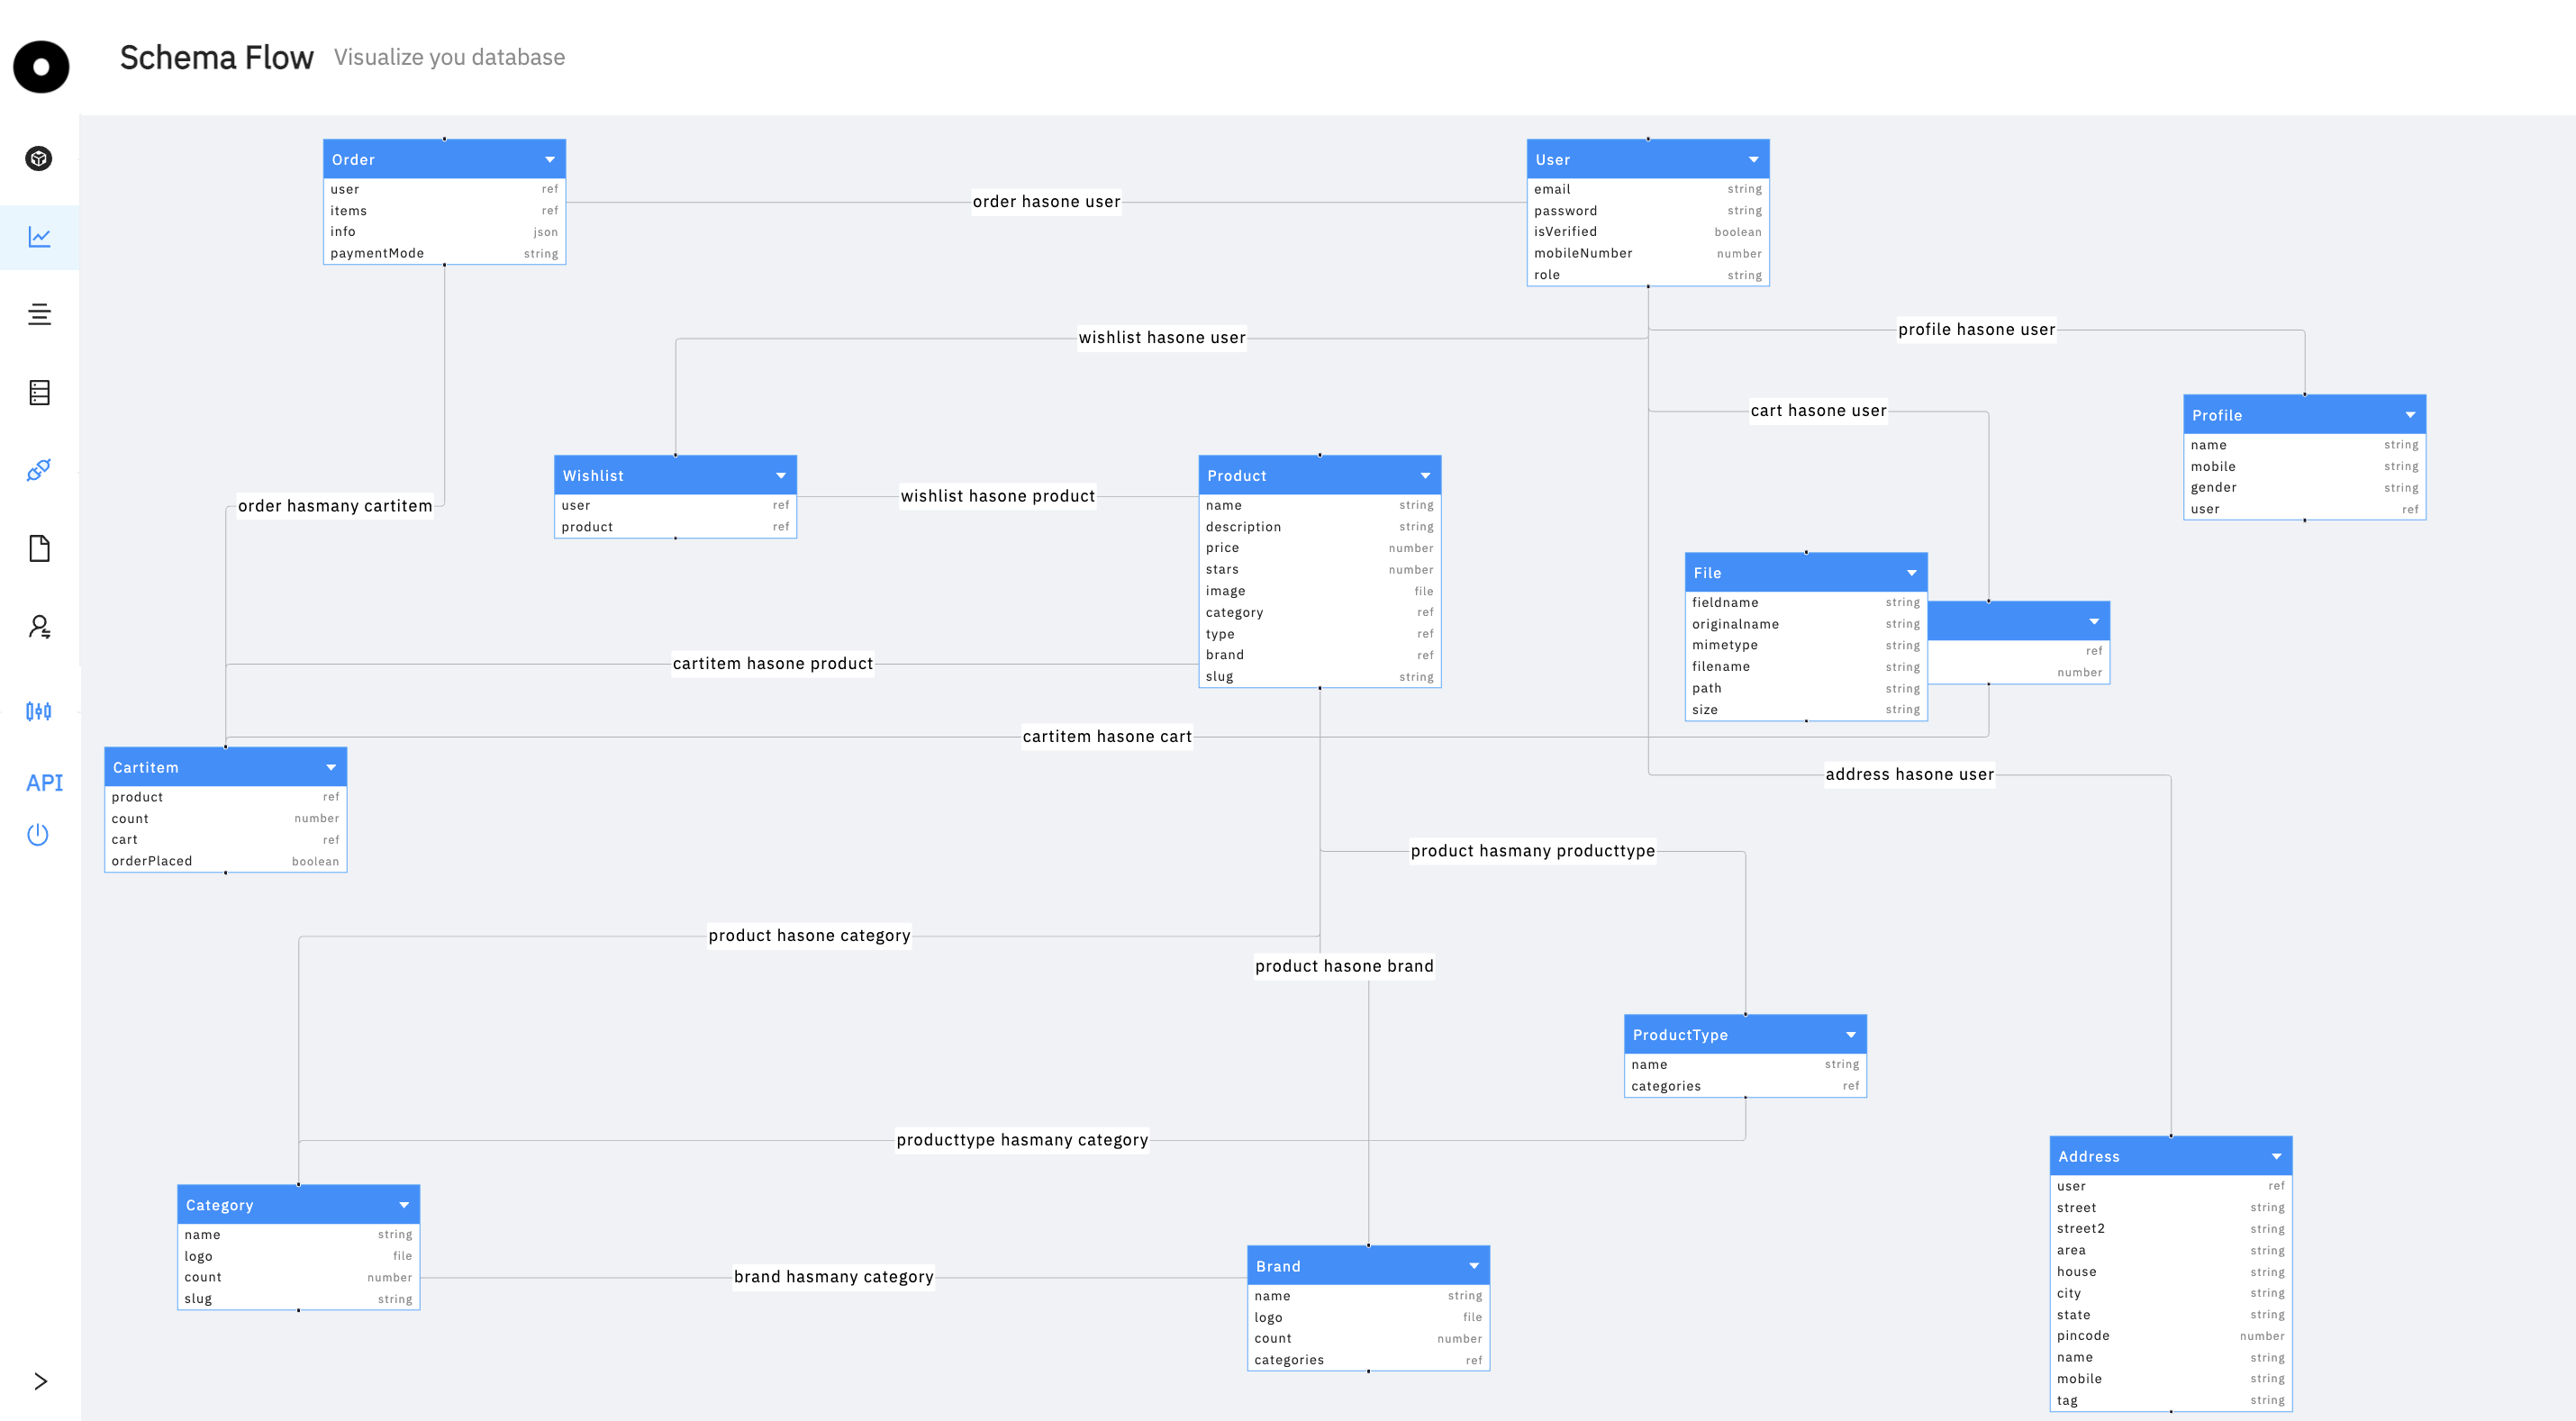 Schema Flow Visualize you database
API
Order
user ref
items ref
info json
paymentMode string
order hasone user
User
email string
password string
isVerified boolean
mobileNumber number
role string
wishlist hasone user
profile hasone user
cart hasone user
Profile
name string
mobile string
gender string
user ref
order hasmany cartitem
Wishlist
user ref
product ref
wishlist hasone product
Product
name string
description string
price number
stars number
image file
category ref
type ref
brand ref
slug string
File
fieldname string
originalname string
mimetype string
filename string
path string
size string
ref
number
cartitem hasone product
cartitem hasone cart
Cartitem
product ref
count number
cart ref
orderPlaced boolean
address hasone user
product hasmany producttype
product hasone category
product hasone brand
ProductType
name string
categories ref
producttype hasmany category
Category
name string
logo file
count number
slug string
brand hasmany category
Brand
name string
logo file
count number
categories ref
Address
user ref
street string
street2 string
area string
house string
city string
state string
pincode number
name string
mobile string
tag string